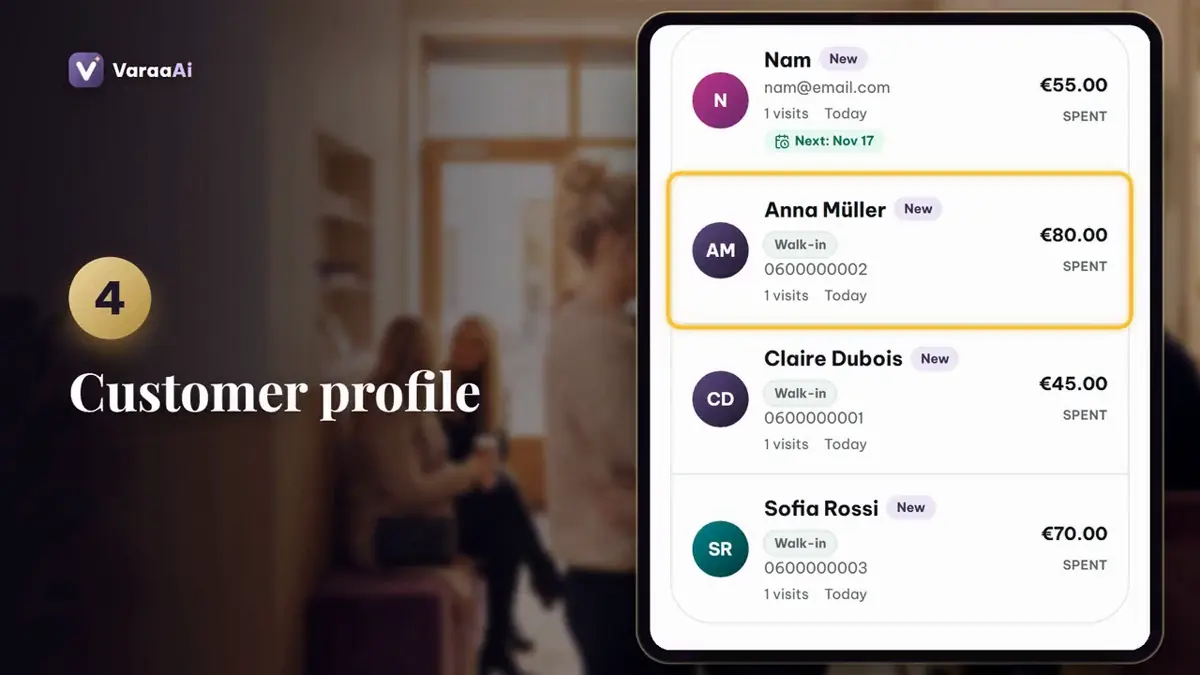 VaraaAi
4
Customer profile
N
Nam New
nam@email.com
1 visits Today
Next: Nov 17
€55.00
SPENT
AM
Anna Müller New
Walk-in
0600000002
1 visits Today
€80.00
SPENT
CD
Claire Dubois New
Walk-in
0600000001
1 visits Today
€45.00
SPENT
SR
Sofia Rossi New
Walk-in
0600000003
1 visits Today
€70.00
SPENT